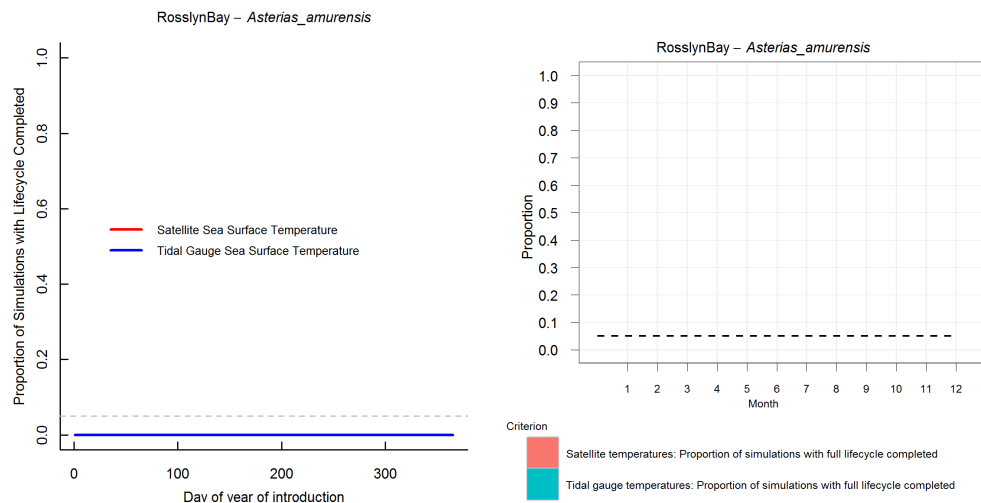 RosslynBay – Asterias_amurensis
Proportion of Simulations with Lifecycle Completed
1.0
0.8
0.6
0.4
0.2
0.0
Satellite Sea Surface Temperature
Tidal Gauge Sea Surface Temperature
0 100 200 300
Day of year of introduction
RosslynBay – Asterias_amurensis
Proportion
1.0
0.9
0.8
0.7
0.6
0.5
0.4
0.3
0.2
0.1
0.0
1 2 3 4 5 6 7 8 9 10 11 12
Month
Criterion
Satellite temperatures: Proportion of simulations with full lifecycle completed
Tidal gauge temperatures: Proportion of simulations with full lifecycle completed